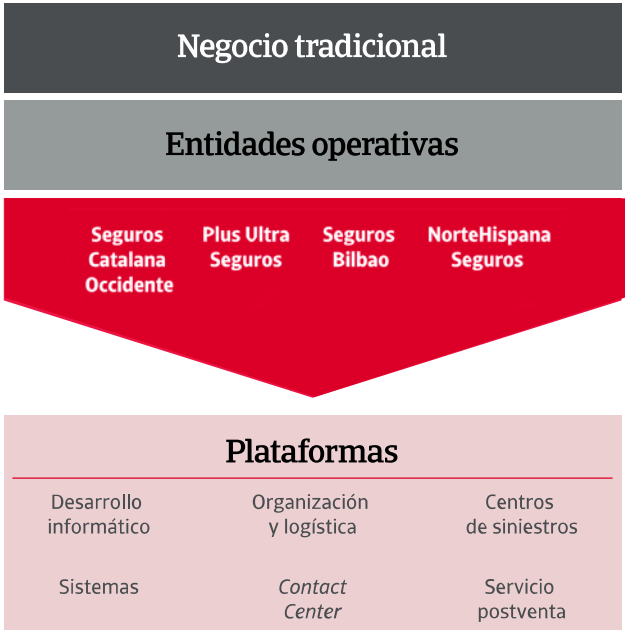 Negocio tradicional
Entidades operativas
Seguros
Catalana
Occidente
Plus Ultra
Seguros
Seguros
Bilbao
NorteHispana
Seguros
Plataformas
Desarrollo
informático
Organización
y logística
Centros
de siniestros
Sistemas
Contact
Center
Servicio
postventa